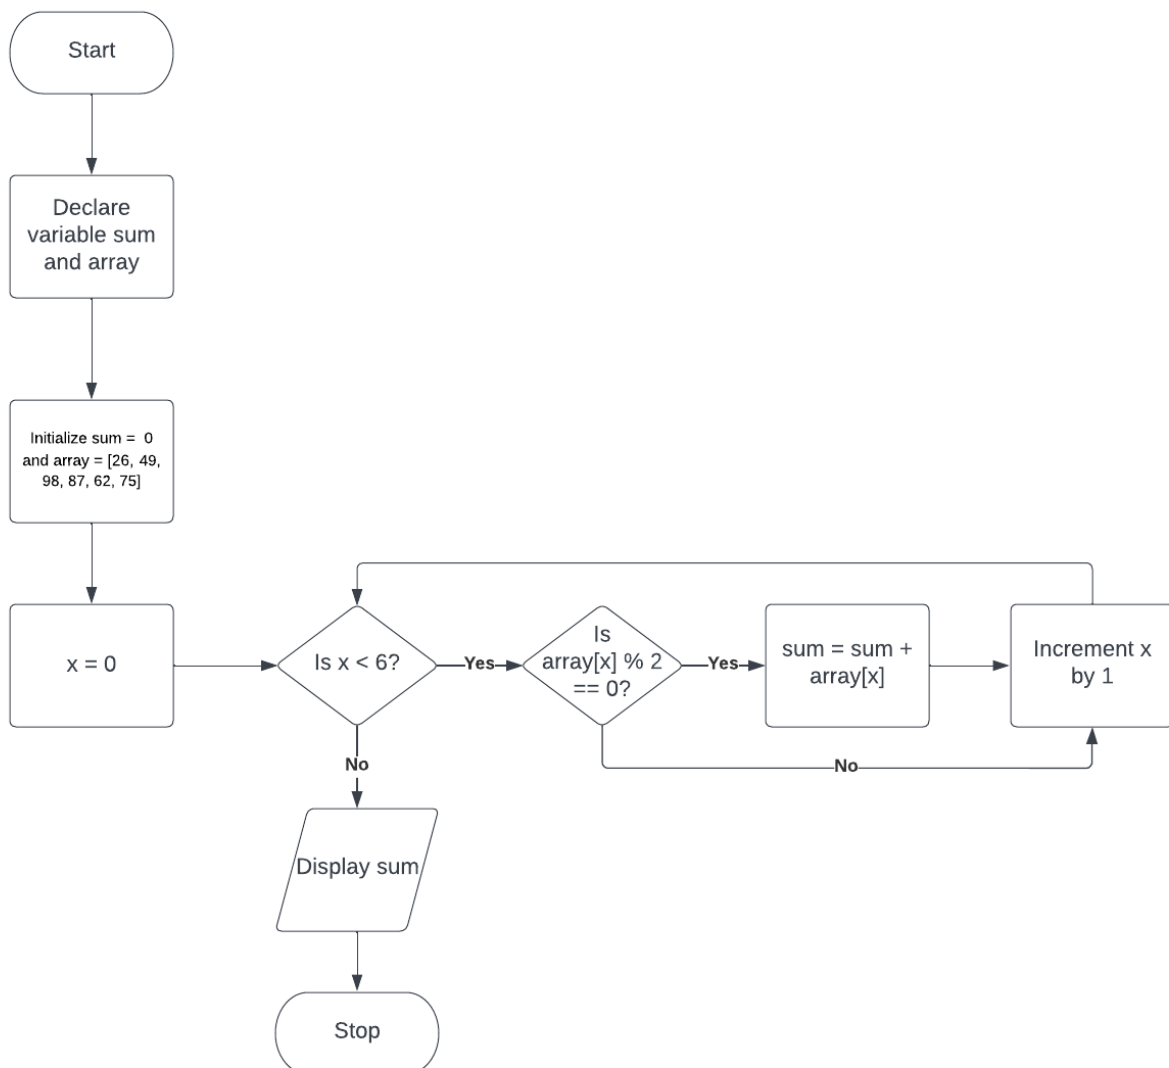 Start
Declare
variable sum
and array
Initialize sum = 0
and array = [26, 49,
98, 87, 62, 75]
x = 0
Is x < 6?
Yes
Is
array[x] % 2
== 0?
Yes
sum = sum +
array[x]
Increment x
by 1
No
No
Display sum
Stop